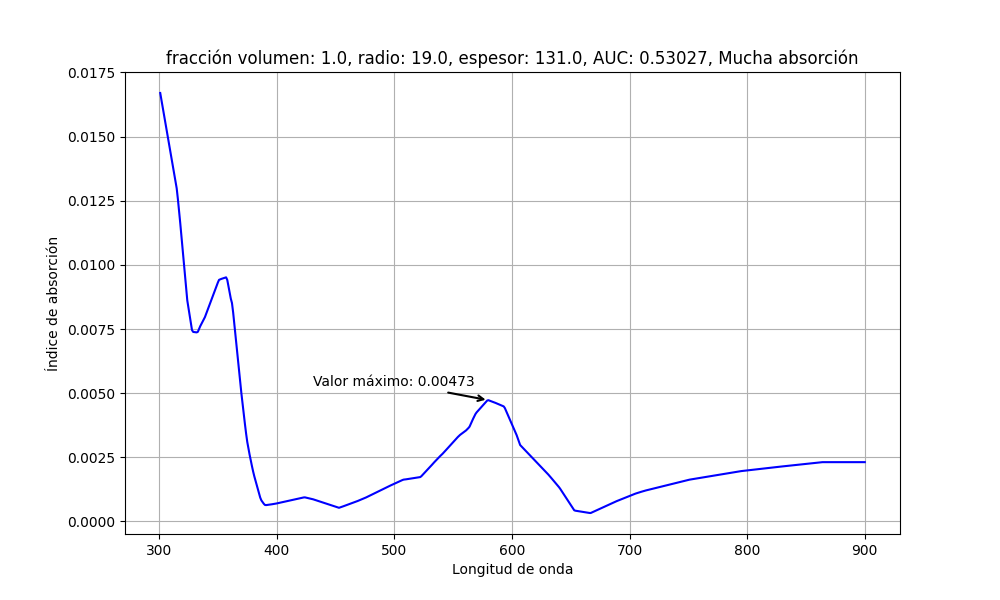 fracción volumen: 1.0, radio: 19.0, espesor: 131.0, AUC: 0.53027, Mucha absorción
0.0175
0.0150
0.0125
0.0100
0.0075
0.0050
0.0025
0.0000
Índice de absorción
Valor máximo: 0.00473
300 400 500 600 700 800 900
Longitud de onda